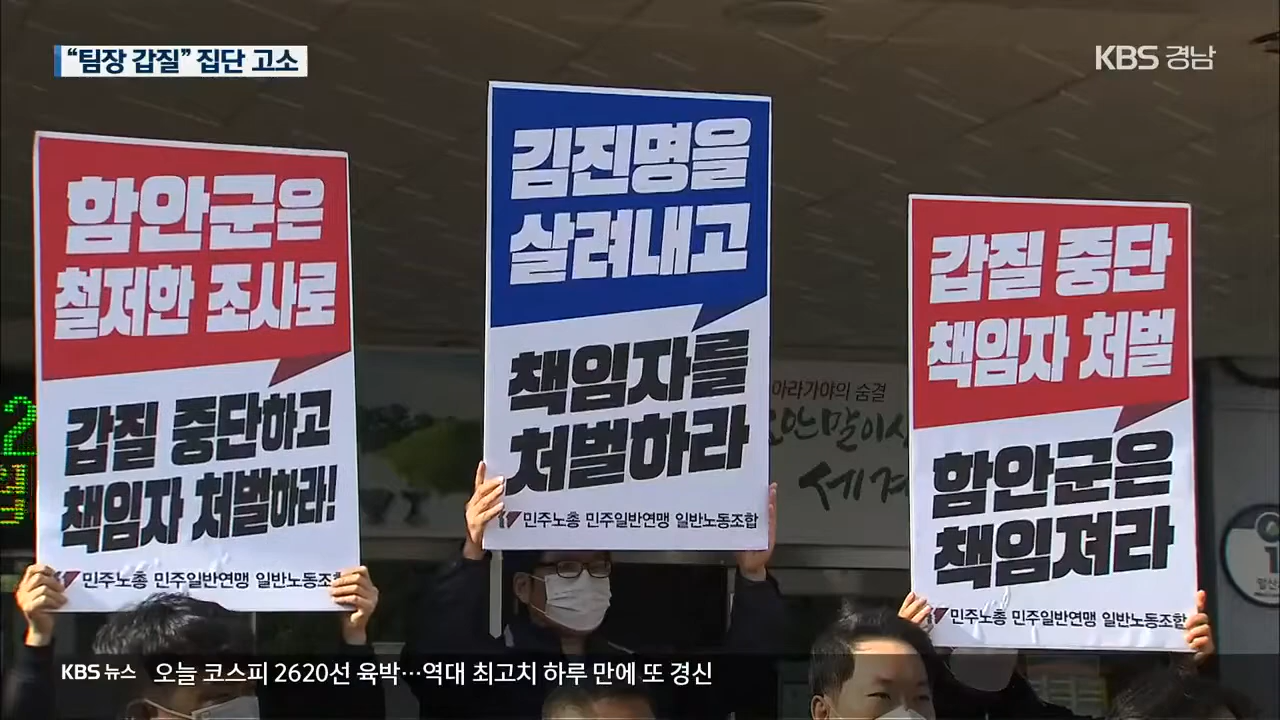 “팀장 갑질” 집단 고소
KBS 경남
함안군은
철저한 조사로
갑질 중단하고
책임자 처벌하라!
민주노총 민주일반연맹 일반노동조합
김진명을
살려내고
책임자를
처벌하라
민주노총 민주일반연맹 일반노동조합
갑질 중단
책임자 처벌
함안군은
책임져라
민주노총 민주일반연맹 일반노동조합
아라가야의 숨결
세계
KBS 뉴스 오늘 코스피 2620선 육박…역대 최고치 하루 만에 또 경신